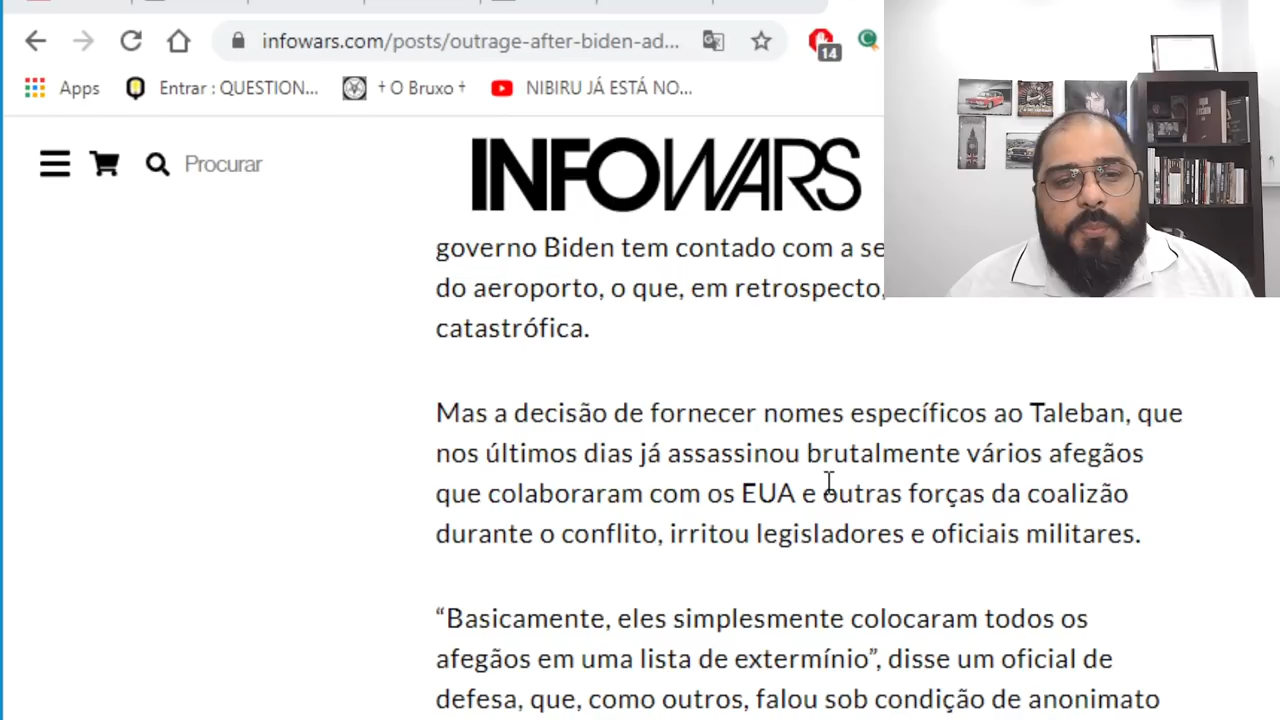 infowars.com/posts/outrage-after-biden-ad...
14
Apps
Entrar : QUESTION...
† O Bruxo †
NIBIRU JÁ ESTÁ NO...
Procurar
INFOWARS
governo Biden tem contado com a se
do aeroporto, o que, em retrospecto,
catastrófica.
Mas a decisão de fornecer nomes específicos ao Taleban, que
nos últimos dias já assassinou brutalmente vários afegãos
que colaboraram com os EUA e outras forças da coalizão
durante o conflito, irritou legisladores e oficiais militares.
“Basicamente, eles simplesmente colocaram todos os
afegãos em uma lista de extermínio”, disse um oficial de
defesa, que, como outros, falou sob condição de anonimato